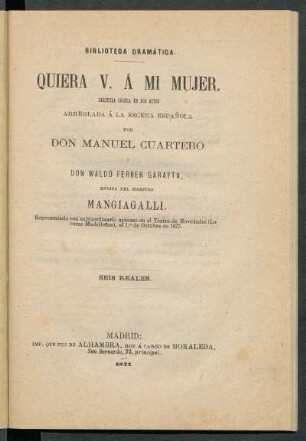 BIBLIOTECA DRAMÁTICA.
QUIERA V. Á MI MUJER.
ZARZUELA CÓMICA EN DOS ACTOS
ARREGLADA Á LA ESCENA ESPAÑOLA
POR
DON MANUEL CUARTERO
Y
DON WALDO FERRER GARAYTA,
MÚSICA DEL MAESTRO
MANGIAGALLI.
Representada con extraordinario aplauso en el Teatro de Novedades
el 1.º de Octubre de 1877.
SEIS REALES.
MADRID:
IMP. QUE FUE DE ALHAMBRA, HOY Á CARGO DE MORALEDA,
San Bernardo, 73, principal.